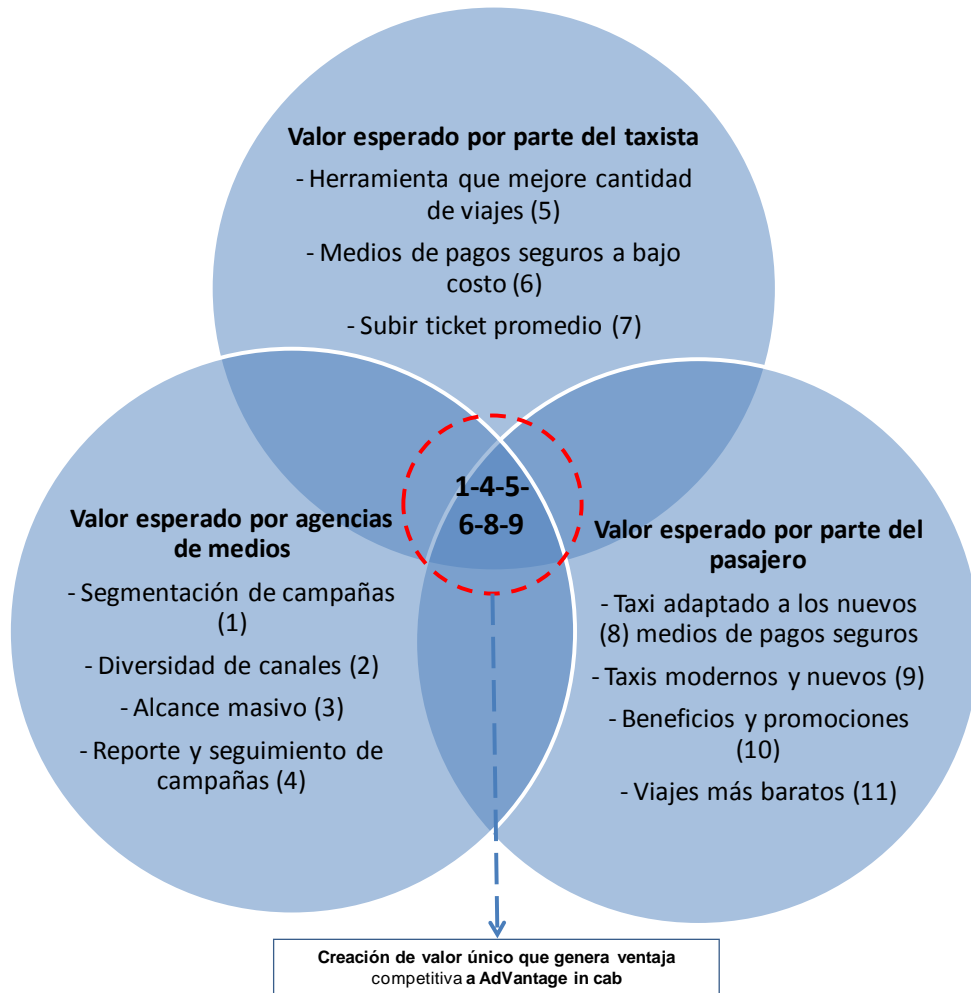 Valor esperado por parte del taxista
- Herramienta que mejore cantidad
de viajes (5)
- Medios de pagos seguros a bajo
costo (6)
- Subir ticket promedio (7)
1-4-5-
6-8-9
Valor esperado por agencias
de medios
- Segmentación de campañas
(1)
- Diversidad de canales (2)
- Alcance masivo (3)
- Reporte y seguimiento de
campañas (4)
Valor esperado por parte del
pasajero
- Taxi adaptado a los nuevos
(8) medios de pagos seguros
- Taxis modernos y nuevos (9)
- Beneficios y promociones
(10)
- Viajes más baratos (11)
Creación de valor único que genera ventaja
competitiva a AdVantage in cab